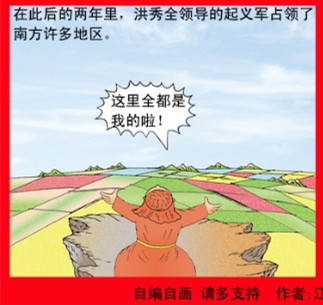 在此后的两年里，洪秀全领导的起义军占领了
南方许多地区。
这里全都是
我的啦！
自编自画 请多支持 作者:江